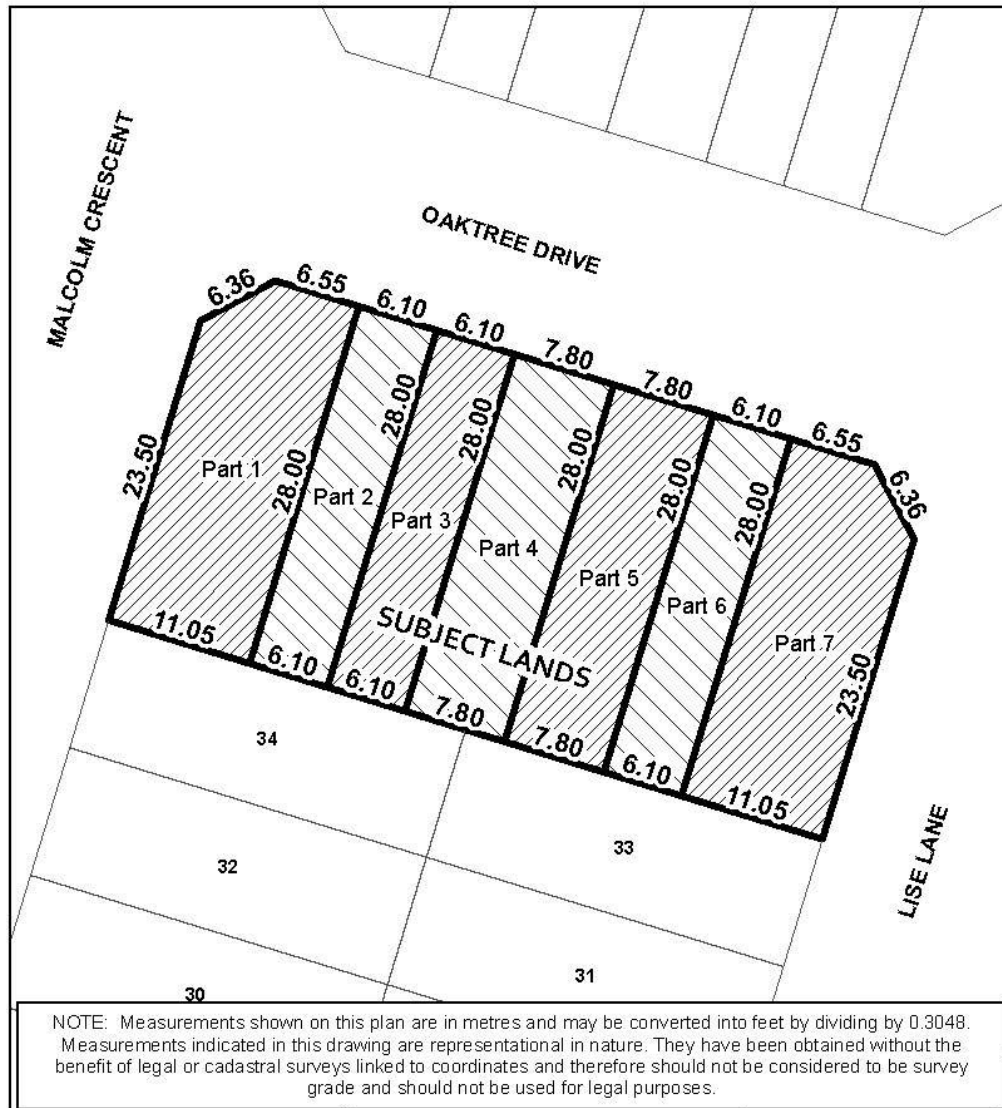 MALCOLM CRESCENT
OAKTREE DRIVE
6.36
6.55
6.10
6.10
7.80
7.80
6.10
6.55
6.36
23.50
Part 1
28.00
Part 2
28.00
Part 3
28.00
Part 4
28.00
Part 5
28.00
Part 6
28.00
Part 7
23.50
SUBJECT LANDS
11.05
6.10
6.10
7.80
7.80
6.10
11.05
34
33
32
31
30
LISE LANE
NOTE: Measurements shown on this plan are in metres and may be converted into feet by dividing by 0.3048.
Measurements indicated in this drawing are representational in nature. They have been obtained without the
benefit of legal or cadastral surveys linked to coordinates and therefore should not be considered to be survey
grade and should not be used for legal purposes.